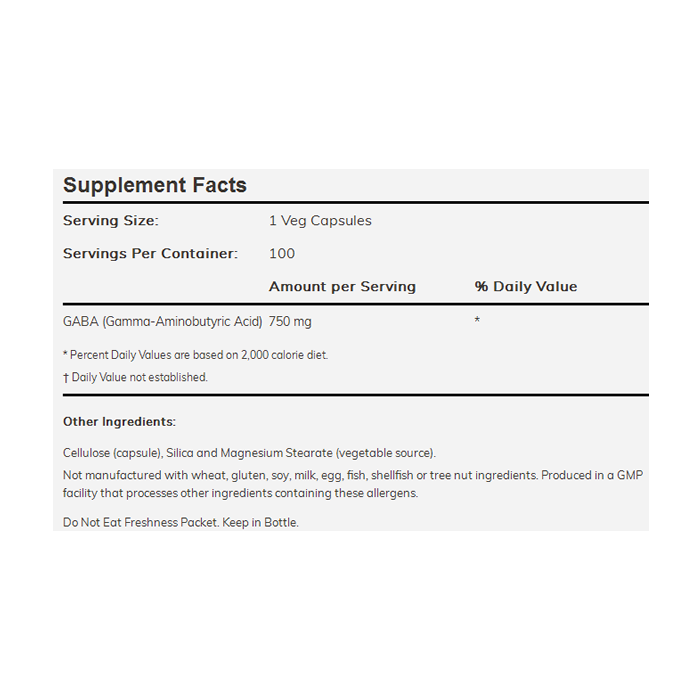 Supplement Facts
Serving Size: 1 Veg Capsules
Servings Per Container: 100
Amount per Serving % Daily Value
GABA (Gamma-Aminobutyric Acid) 750 mg *
* Percent Daily Values are based on 2,000 calorie diet.
† Daily Value not established.
Other Ingredients:
Cellulose (capsule), Silica and Magnesium Stearate (vegetable source).
Not manufactured with wheat, gluten, soy, milk, egg, fish, shellfish or tree nut ingredients. Produced in a GMP
facility that processes other ingredients containing these allergens.
Do Not Eat Freshness Packet. Keep in Bottle.